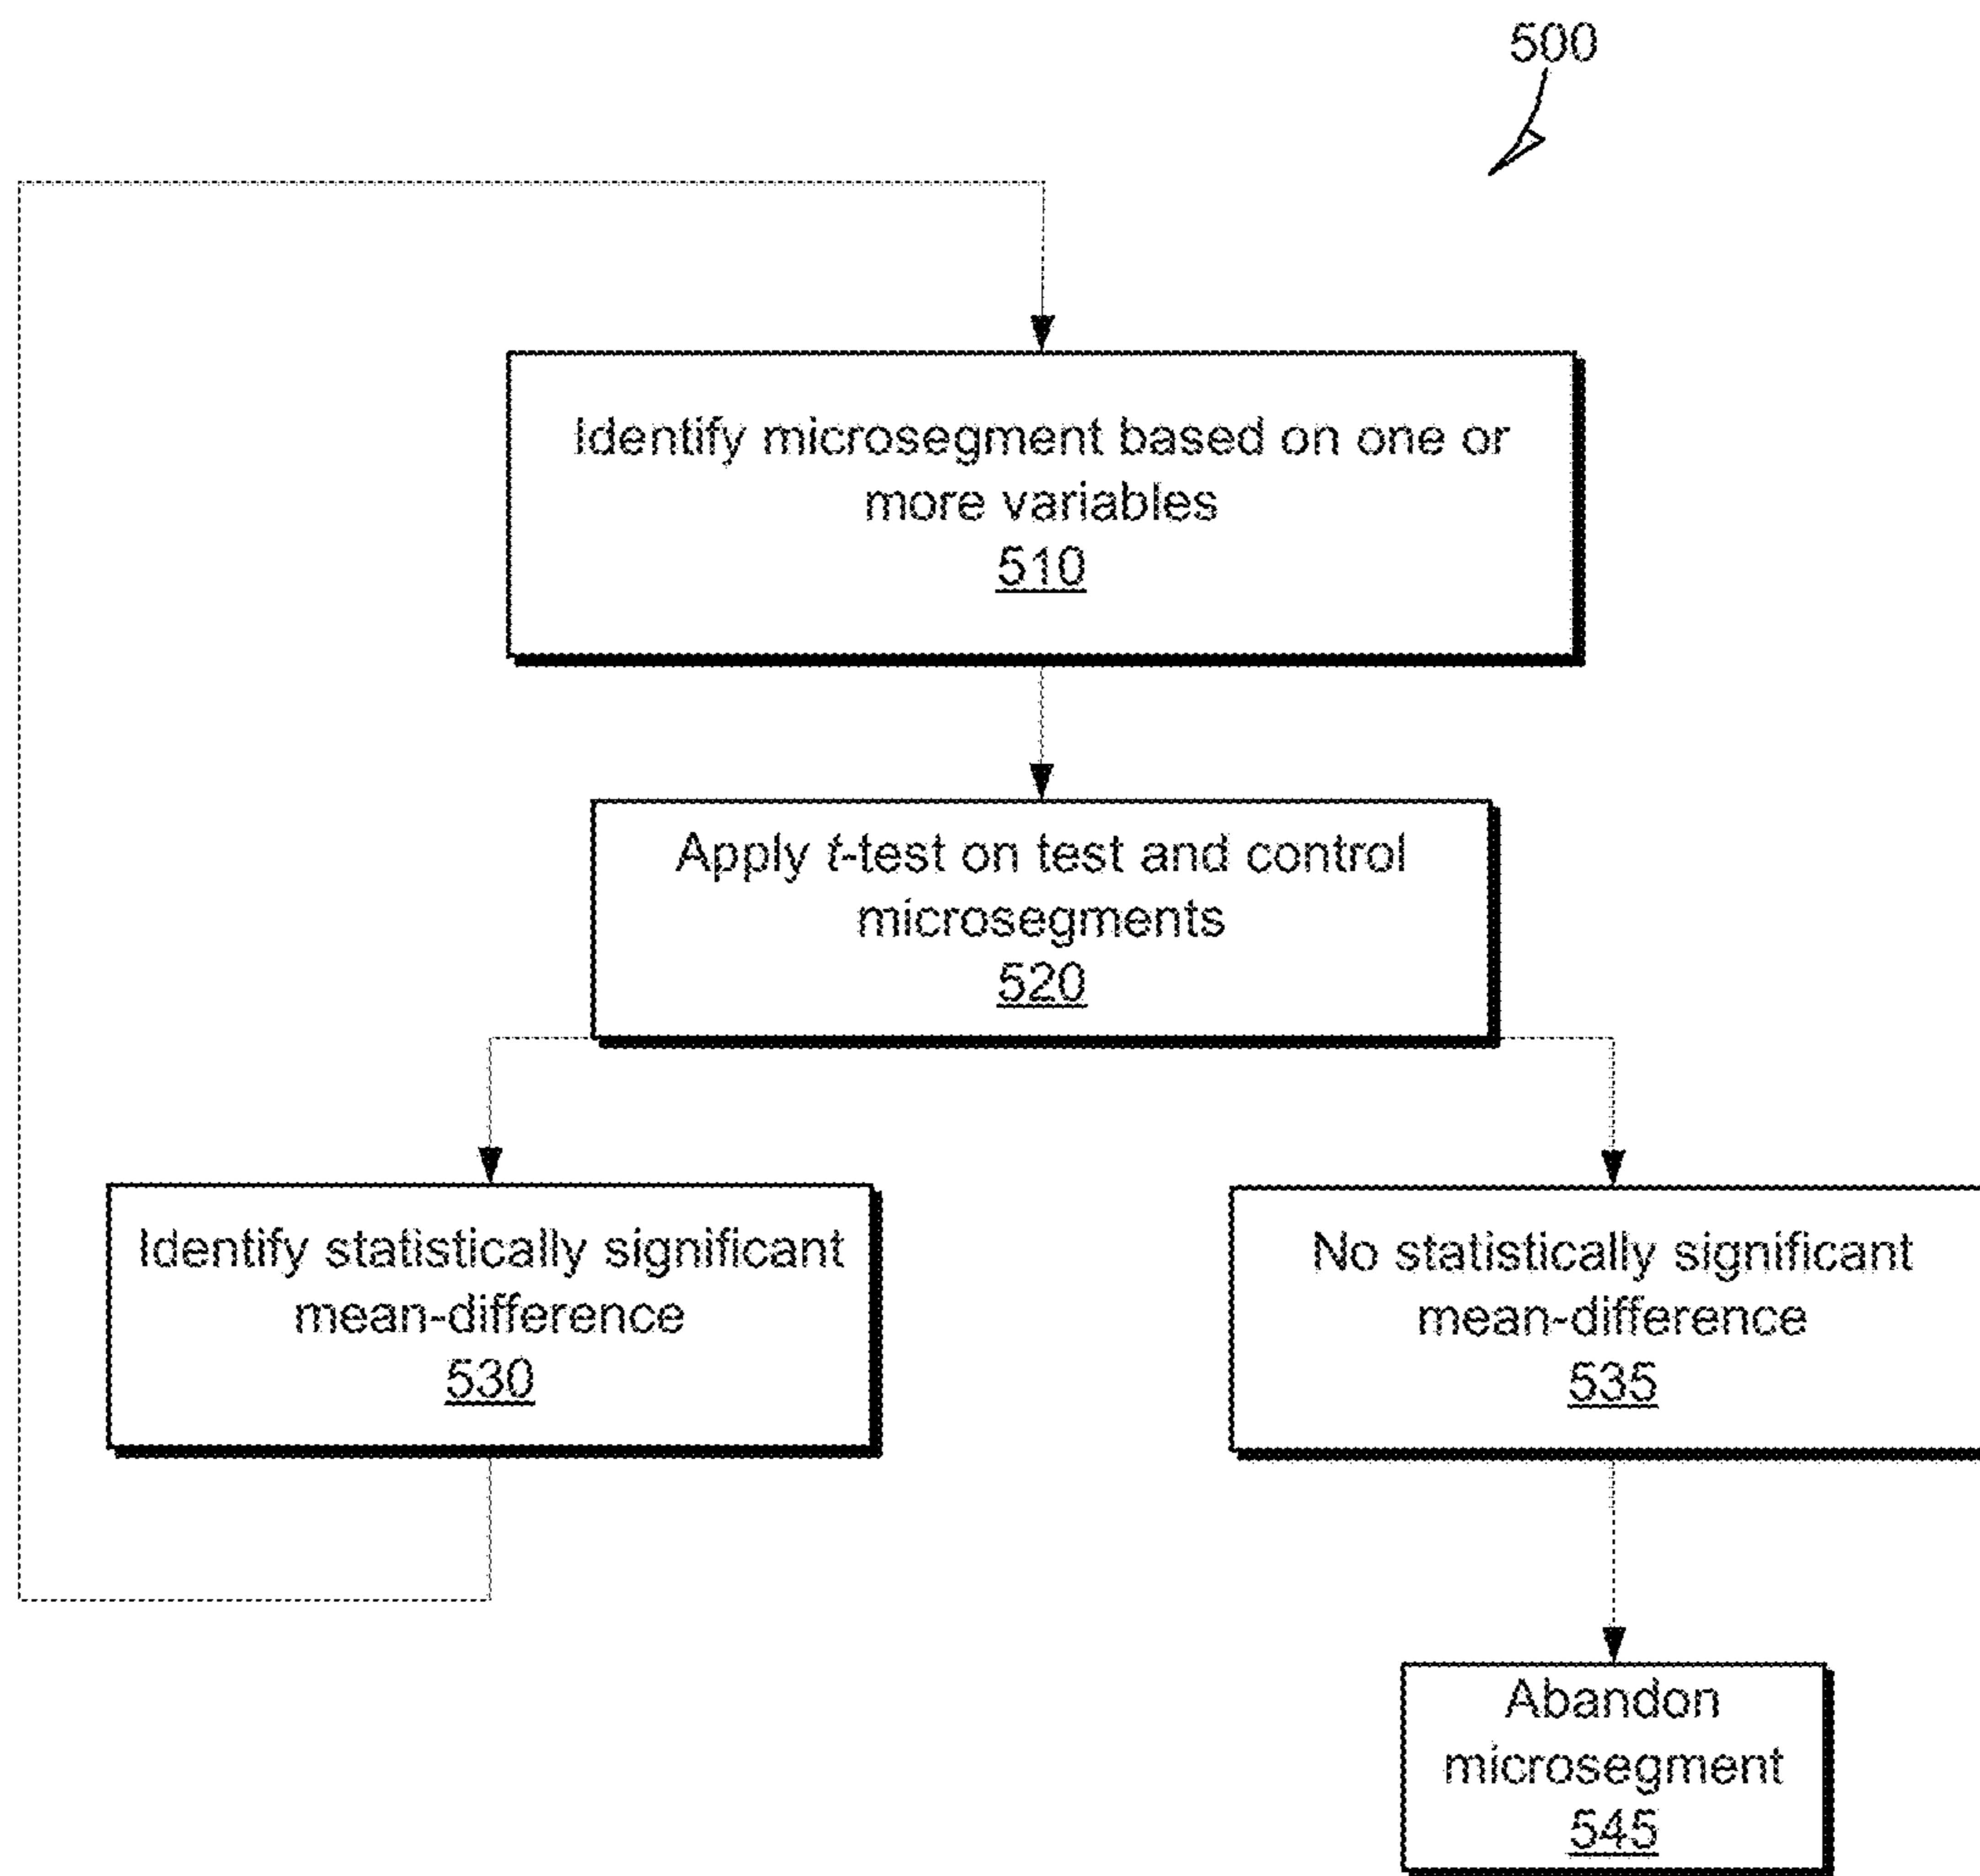 500
Identify microsegment based on one or
more variables
510
Apply t-test on test and control
microsegments
520
Identify statistically significant
mean-difference
530
No statistically significant
mean-difference
535
Abandon
microsegment
545